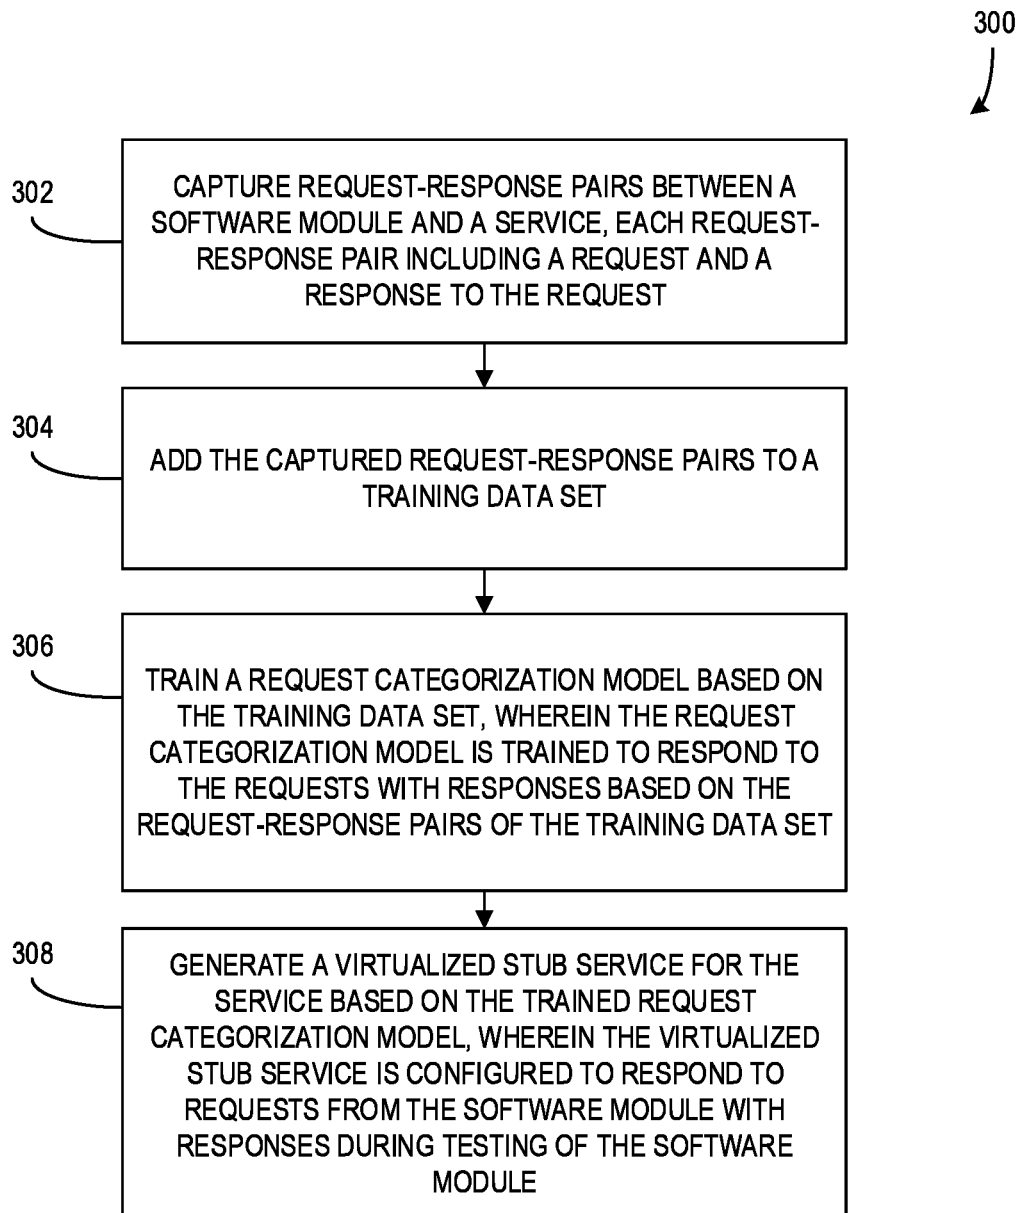 300
302
CAPTURE REQUEST-RESPONSE PAIRS BETWEEN A
SOFTWARE MODULE AND A SERVICE, EACH REQUEST-
RESPONSE PAIR INCLUDING A REQUEST AND A
RESPONSE TO THE REQUEST
304
ADD THE CAPTURED REQUEST-RESPONSE PAIRS TO A
TRAINING DATA SET
306
TRAIN A REQUEST CATEGORIZATION MODEL BASED ON
THE TRAINING DATA SET, WHEREIN THE REQUEST
CATEGORIZATION MODEL IS TRAINED TO RESPOND TO
THE REQUESTS WITH RESPONSES BASED ON THE
REQUEST-RESPONSE PAIRS OF THE TRAINING DATA SET
308
GENERATE A VIRTUALIZED STUB SERVICE FOR THE
SERVICE BASED ON THE TRAINED REQUEST
CATEGORIZATION MODEL, WHEREIN THE VIRTUALIZED
STUB SERVICE IS CONFIGURED TO RESPOND TO
REQUESTS FROM THE SOFTWARE MODULE WITH
RESPONSES DURING TESTING OF THE SOFTWARE
MODULE